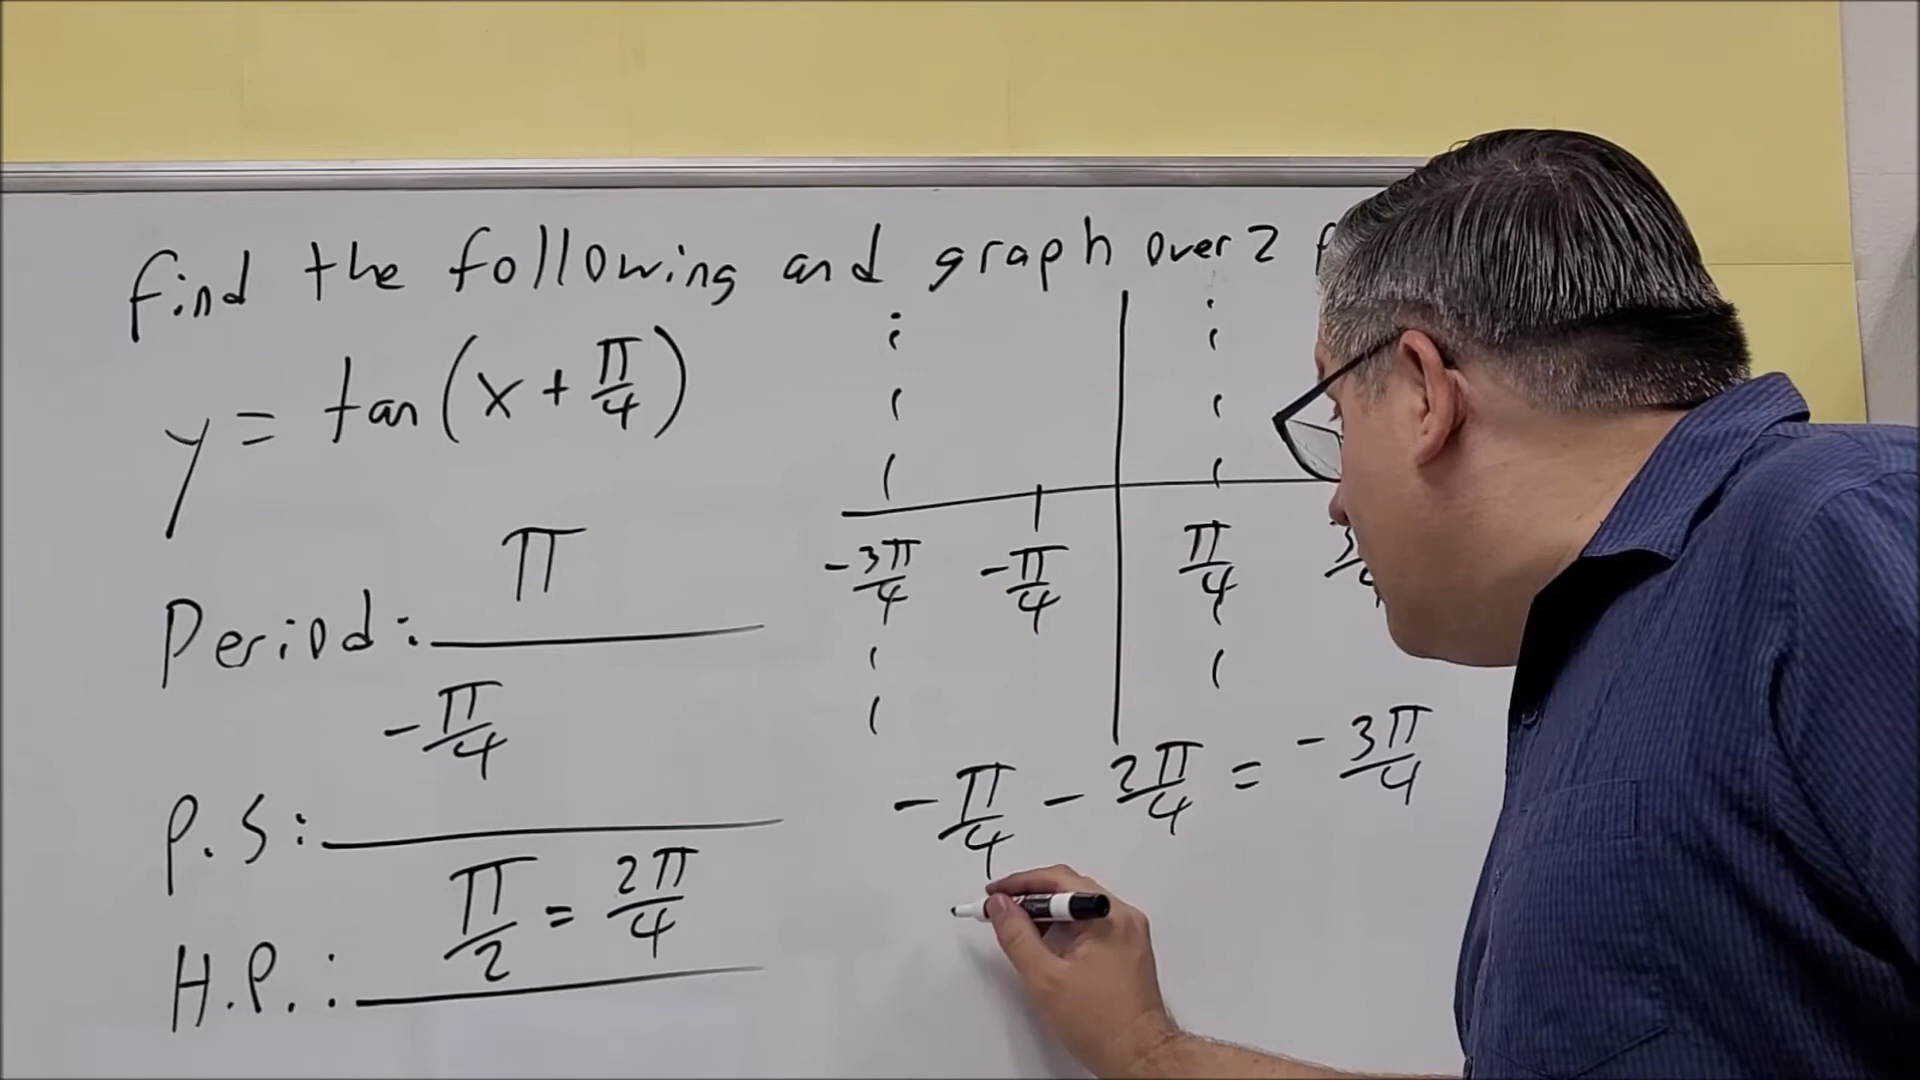 find the following and graph over 2
y = tan(x + π/4)
Period: π
P.S: -π/4
H.P.: π/2 = 2π/4
-3π/4 -π/4 π/4
-π/4 - 2π/4 = -3π/4